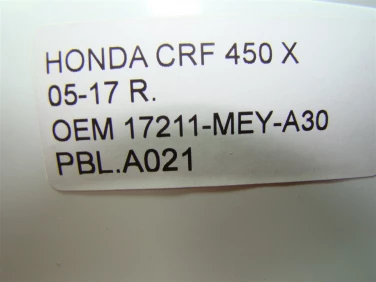 HONDA CRF 450 X
05-17 R.
OEM 17211-MEY-A30
PBL.A021